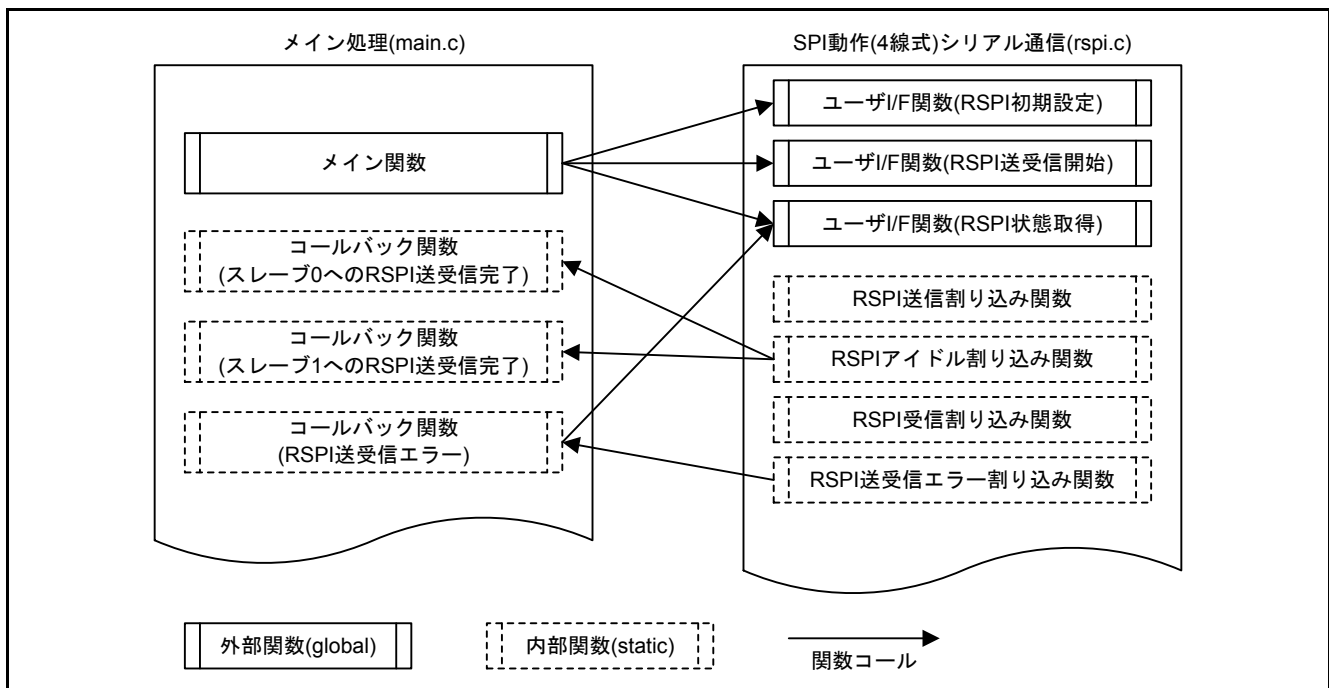 メイン処理(main.c)
メイン関数
コールバック関数
(スレーブ0へのRSPI送受信完了)
コールバック関数
(スレーブ1へのRSPI送受信完了)
コールバック関数
(RSPI送受信エラー)
SPI動作(4線式)シリアル通信(rspi.c)
ユーザI/F関数(RSPI初期設定)
ユーザI/F関数(RSPI送受信開始)
ユーザI/F関数(RSPI状態取得)
RSPI送信割り込み関数
RSPIアイドル割り込み関数
RSPI受信割り込み関数
RSPI送受信エラー割り込み関数
外部関数(global)
内部関数(static)
関数コール